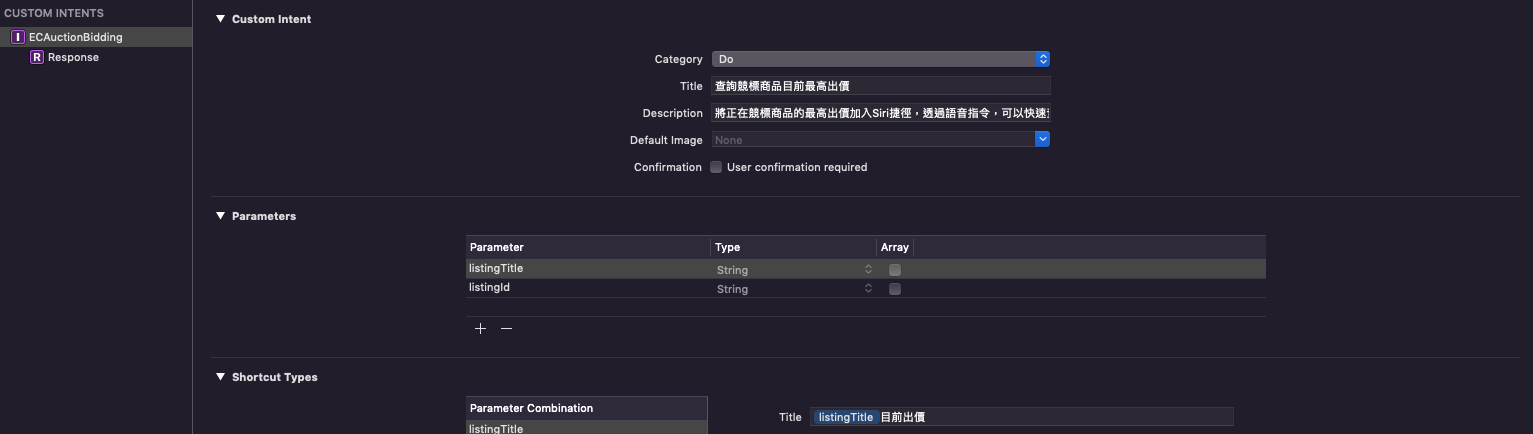 CUSTOM INTENTS
I ECAuctionBidding
R Response
Custom Intent
Category Do
Title 查詢競標商品目前最高出價
Description 將正在競標商品的最高出價加入Siri捷徑，透過語音指令，可以快速
Default Image None
Confirmation User confirmation required
Parameters
Parameter Type Array
listingTitle String
listingId String
Shortcut Types
Parameter Combination
Title listingTitle 目前出價
listingTitle